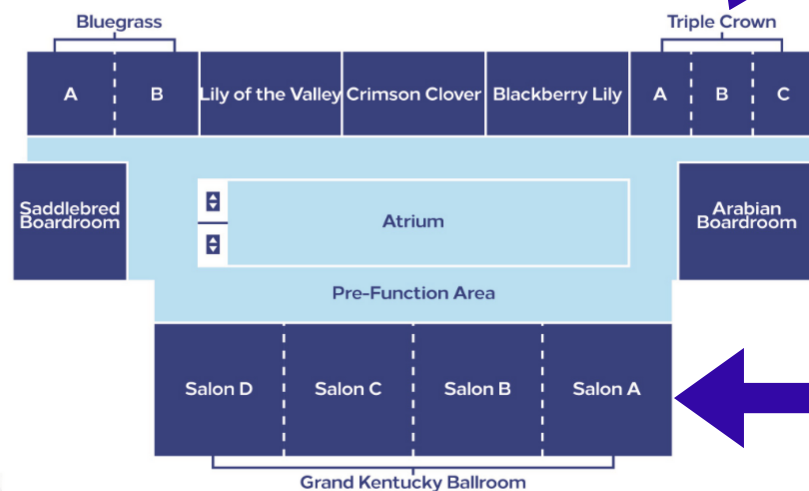 Bluegrass
Triple Crown
A
B
Lily of the Valley
Crimson Clover
Blackberry Lily
A
B
C
Saddlebred
Boardroom
Atrium
Arabian
Boardroom
Pre-Function Area
Salon D
Salon C
Salon B
Salon A
Grand Kentucky Ballroom